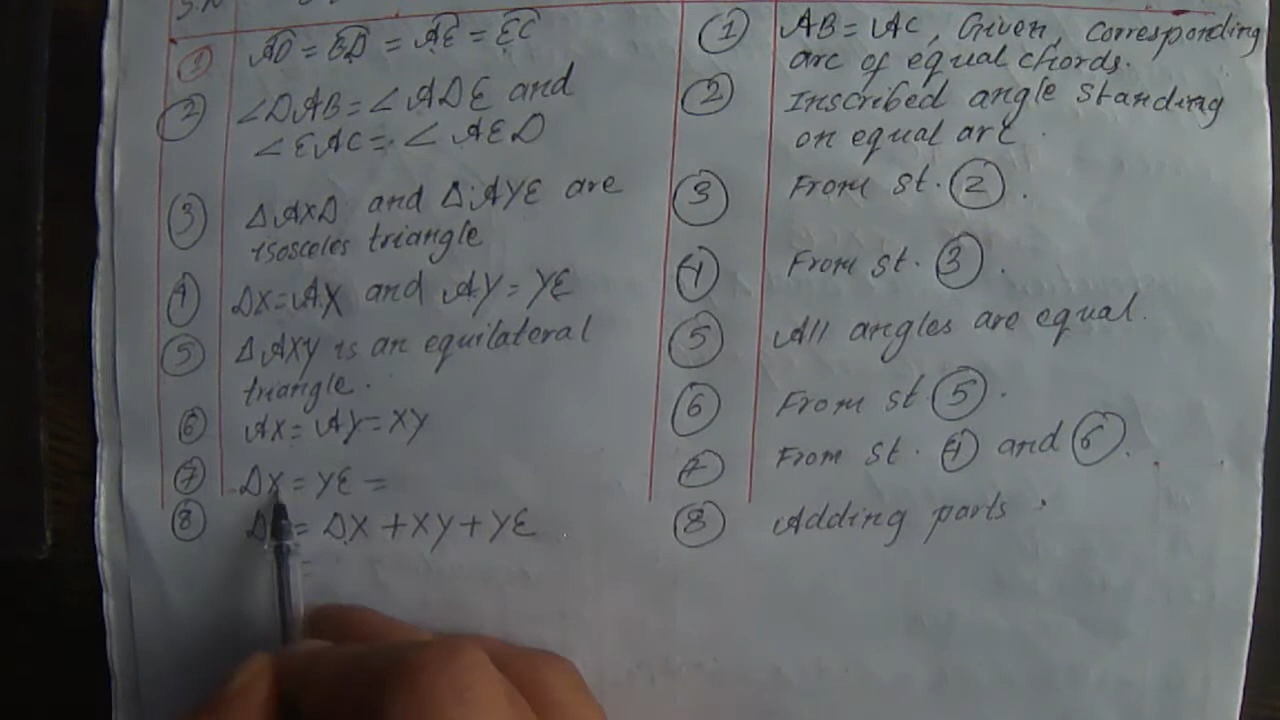 S.N
① AD = BD = AE = EC ① AB = AC, Given, Corresponding
arc of equal chords.
② ∠DAB = ∠ADE and ② Inscribed angle standing
∠EAC = ∠AED on equal arc.
③ ΔAXD and ΔAYE are ③ From st. ②.
isosceles triangle
④ DX = AX and AY = YE ④ From st. ③.
⑤ ΔAXY is an equilateral ⑤ All angles are equal.
triangle.
⑥ AX = AY = XY ⑥ From st ⑤.
⑦ DX = YE = ⑦ From st. ④ and ⑥.
⑧ D = DX + XY + YE ⑧ Adding parts
=